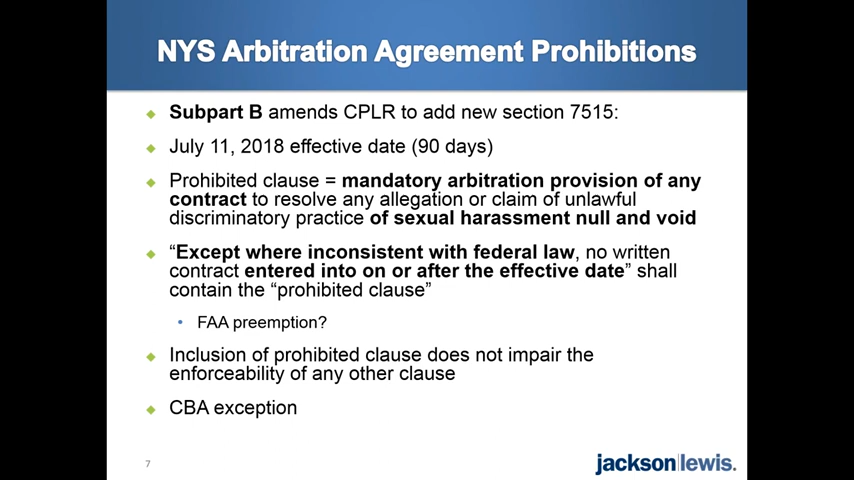 NYS Arbitration Agreement Prohibitions
Subpart B amends CPLR to add new section 7515:
July 11, 2018 effective date (90 days)
Prohibited clause = mandatory arbitration provision of any
contract to resolve any allegation or claim of unlawful
discriminatory practice of sexual harassment null and void
“Except where inconsistent with federal law, no written
contract entered into on or after the effective date” shall
contain the “prohibited clause”
FAA preemption?
Inclusion of prohibited clause does not impair the
enforceability of any other clause
CBA exception
7
jackson lewis.